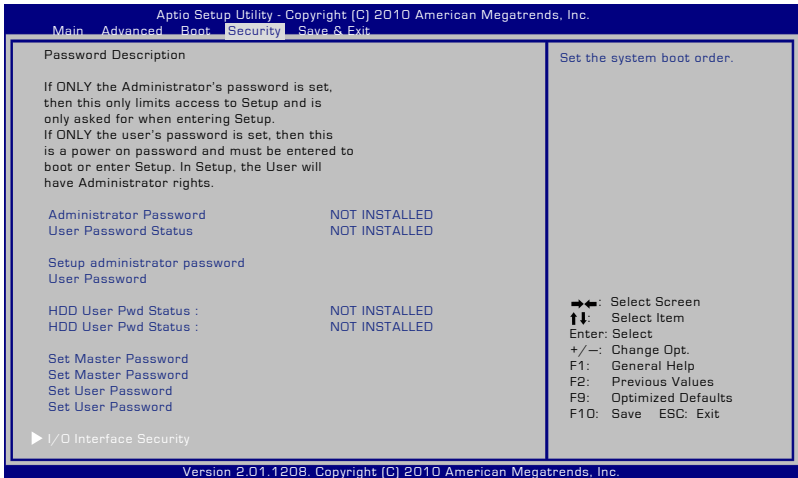 Aptio Setup Utility - Copyright (C) 2010 American Megatrends, Inc.
Main Advanced Boot Security Save & Exit
Password Description
If ONLY the Administrator's password is set,
then this only limits access to Setup and is
only asked for when entering Setup.
If ONLY the user's password is set, then this
is a power on password and must be entered to
boot or enter Setup. In Setup, the User will
have Administrator rights.
Administrator Password NOT INSTALLED
User Password Status NOT INSTALLED
Setup administrator password
User Password
HDD User Pwd Status : NOT INSTALLED
HDD User Pwd Status : NOT INSTALLED
Set Master Password
Set Master Password
Set User Password
Set User Password
I/O Interface Security
Set the system boot order.
→←: Select Screen
↑↓: Select Item
Enter: Select
+/—: Change Opt.
F1: General Help
F2: Previous Values
F9: Optimized Defaults
F10: Save ESC: Exit
Version 2.01.1208. Copyright (C) 2010 American Megatrends, Inc.